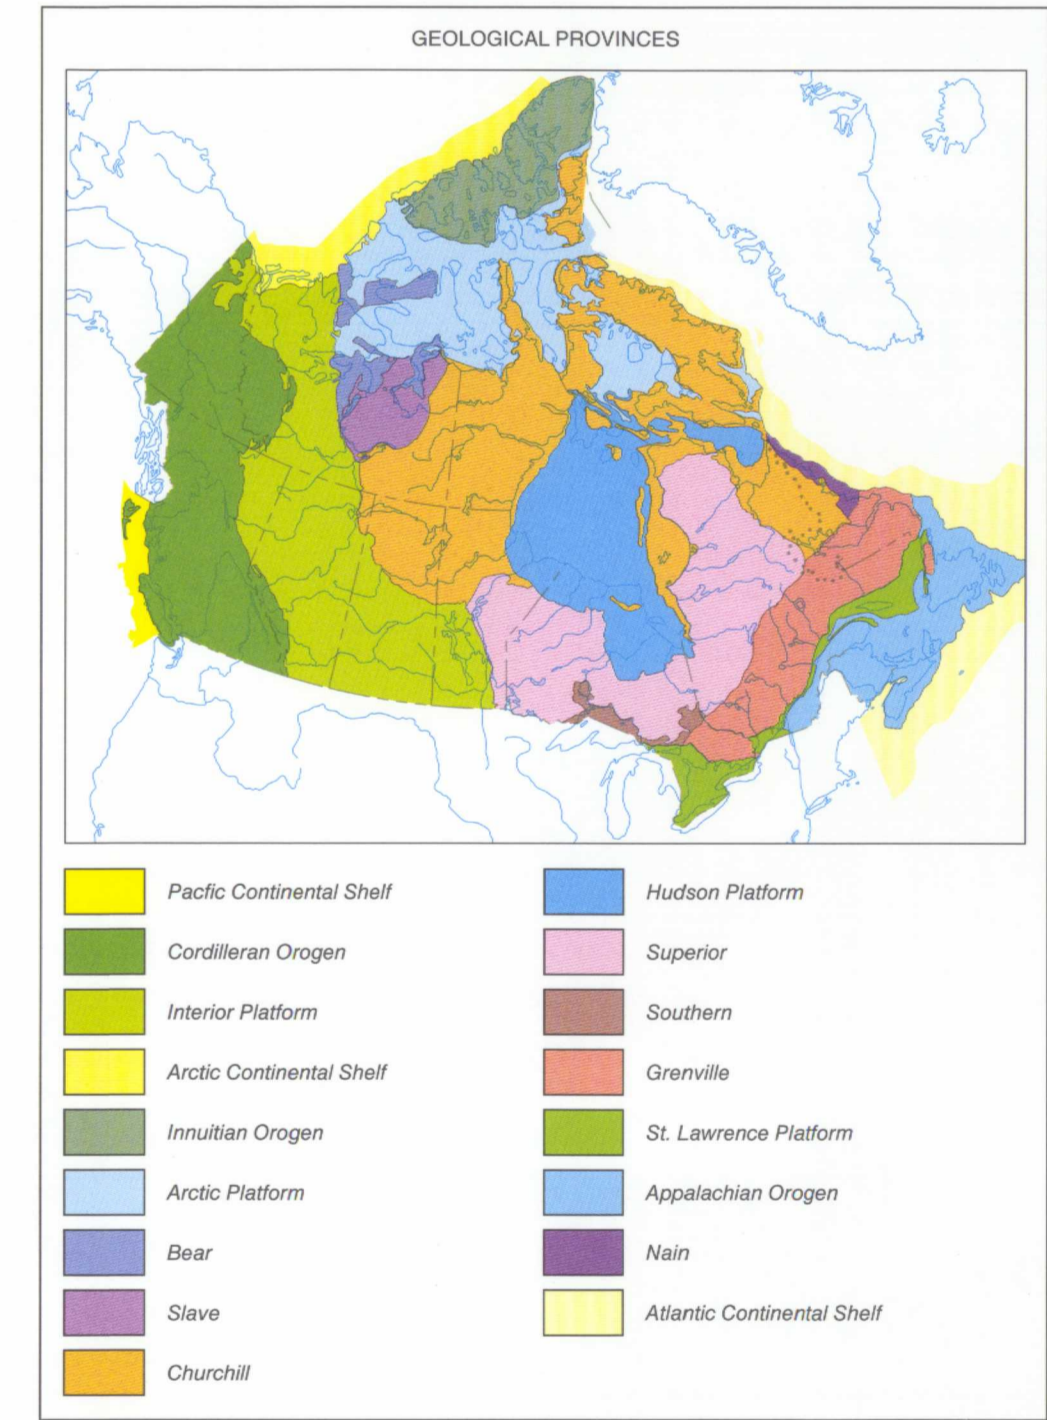 GEOLOGICAL PROVINCES
Pacfic Continental Shelf
Cordilleran Orogen
Interior Platform
Arctic Continental Shelf
Innuitian Orogen
Arctic Platform
Bear
Slave
Churchill
Hudson Platform
Superior
Southern
Grenville
St. Lawrence Platform
Appalachian Orogen
Nain
Atlantic Continental Shelf